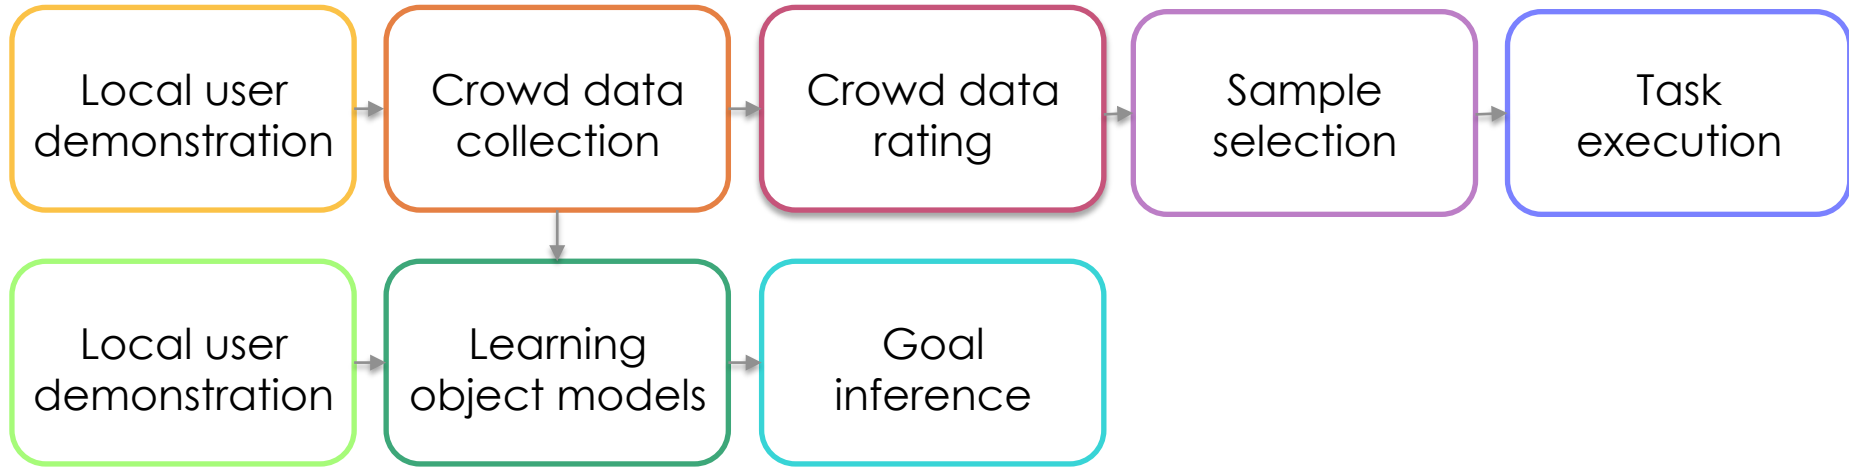 Local user
demonstration
Crowd data
collection
Crowd data
rating
Sample
selection
Task
execution
Local user
demonstration
Learning
object models
Goal
inference